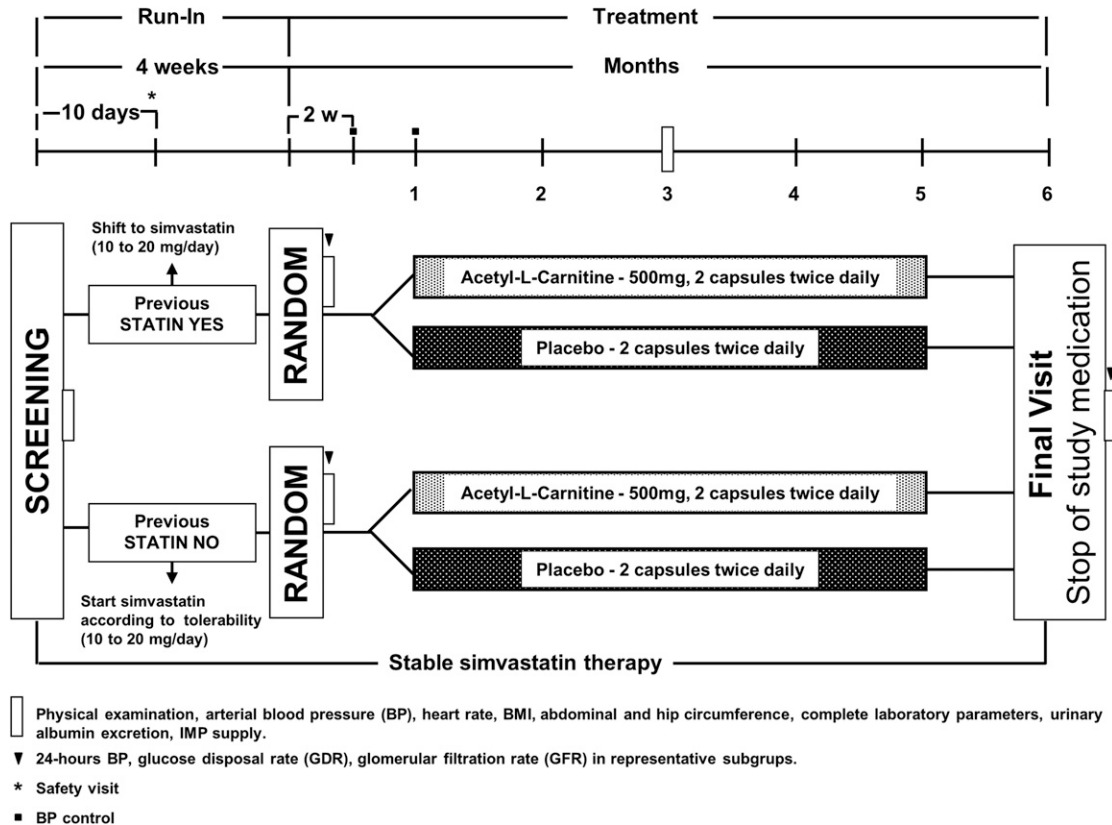 Run-In
Treatment
4 weeks
Months
10 days
*
2 w
1
2
3
4
5
6
SCREENING
Shift to simvastatin
(10 to 20 mg/day)
Previous
STATIN YES
RANDOM
Acetyl-L-Carnitine - 500mg, 2 capsules twice daily
Placebo - 2 capsules twice daily
Previous
STATIN NO
Start simvastatin
according to tolerability
(10 to 20 mg/day)
RANDOM
Acetyl-L-Carnitine - 500mg, 2 capsules twice daily
Placebo - 2 capsules twice daily
Final Visit
Stop of study medication
Stable simvastatin therapy
Physical examination, arterial blood pressure (BP), heart rate, BMI, abdominal and hip circumference, complete laboratory parameters, urinary
albumin excretion, IMP supply.
24-hours BP, glucose disposal rate (GDR), glomerular filtration rate (GFR) in representative subgrups.
* Safety visit
BP control